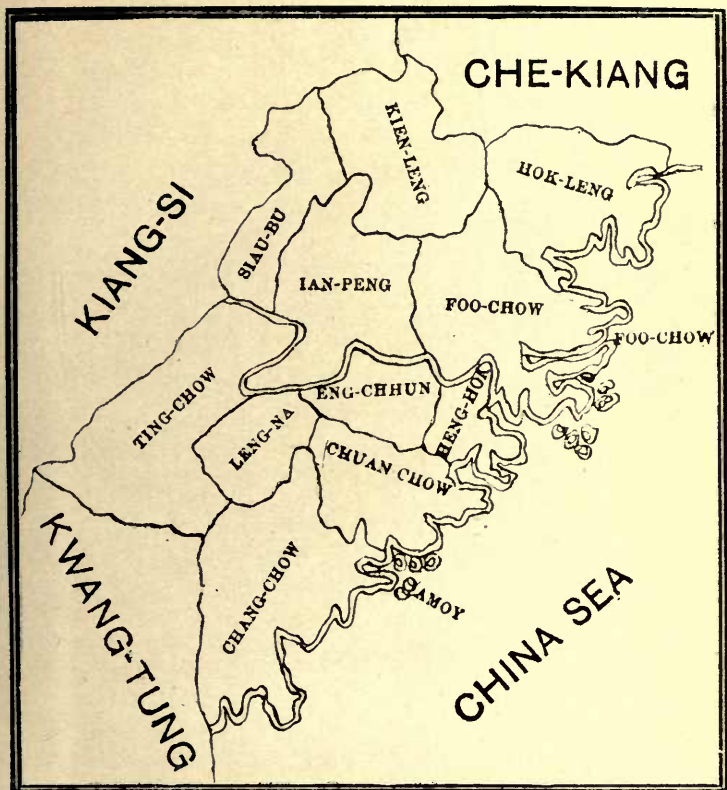 CHE-KIANG
KIEN-LENG
HOK-LENG
KIANG-SI
SIAU-BU
IAN-PENG
FOO-CHOW
FOO-CHOW
TING-CHOW
ENG-CHHUN
HENG-HOK
LENG-NA
CHUAN CHOW
KWANG-TUNG
CHANG-CHOW
AMOY
CHINA SEA